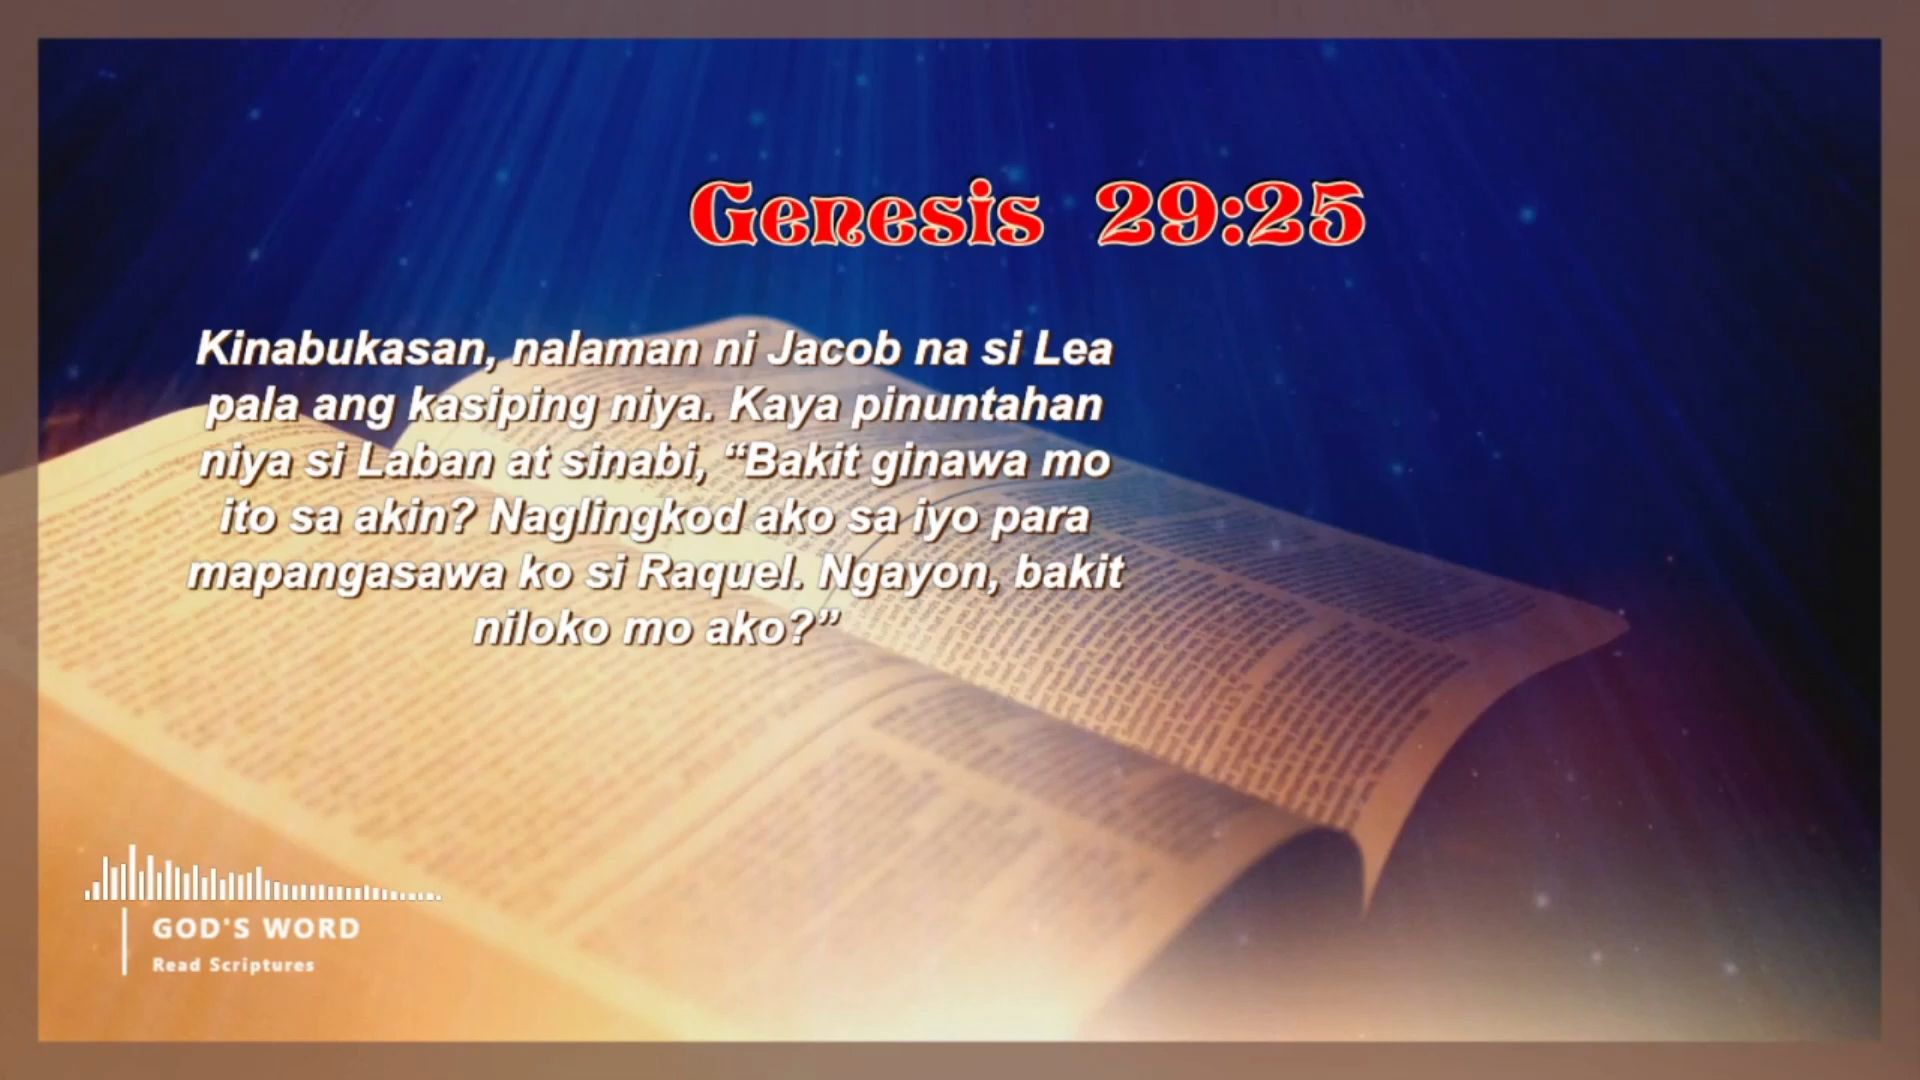 Genesis 29:25
Kinabukasan, nalaman ni Jacob na si Lea
pala ang kasiping niya. Kaya pinuntahan
niya si Laban at sinabi, “Bakit ginawa mo
ito sa akin? Naglingkod ako sa iyo para
mapangasawa ko si Raquel. Ngayon, bakit
niloko mo ako?”
GOD'S WORD
Read Scriptures